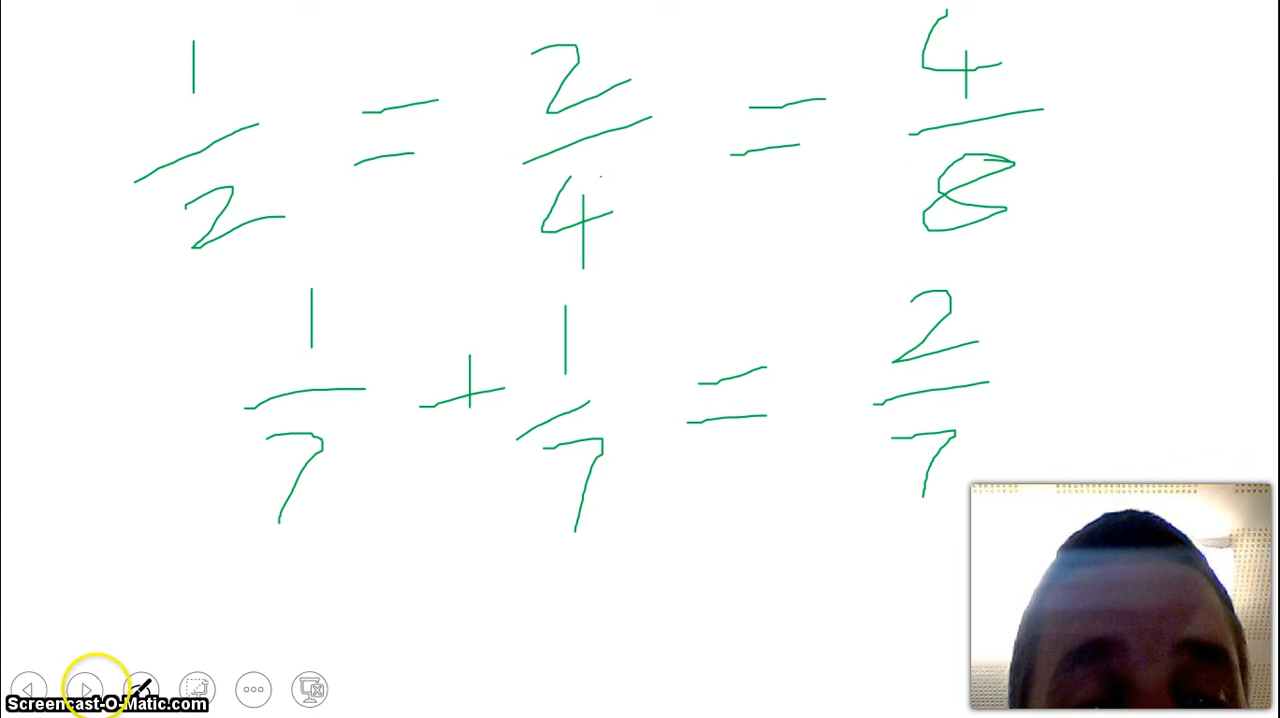 1/2 = 2/4 = 4/8
1/7 + 1/7 = 2/7
Screencast-O-Matic.com